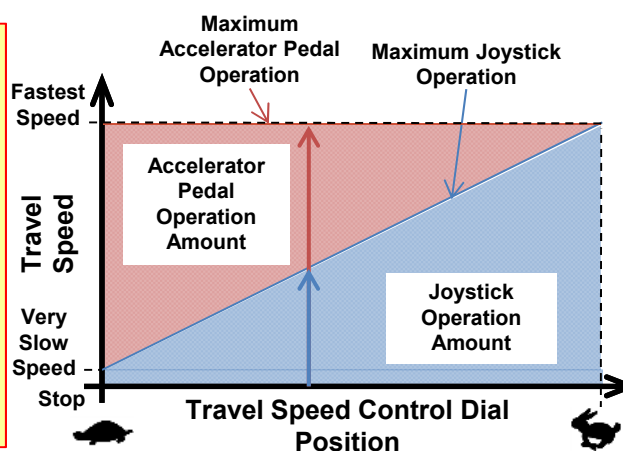 Maximum
Accelerator Pedal
Operation
Maximum Joystick
Operation
Fastest
Speed
Accelerator
Pedal
Operation
Amount
Travel
Speed
Joystick
Operation
Amount
Very
Slow
Speed
Stop
Travel Speed Control Dial
Position